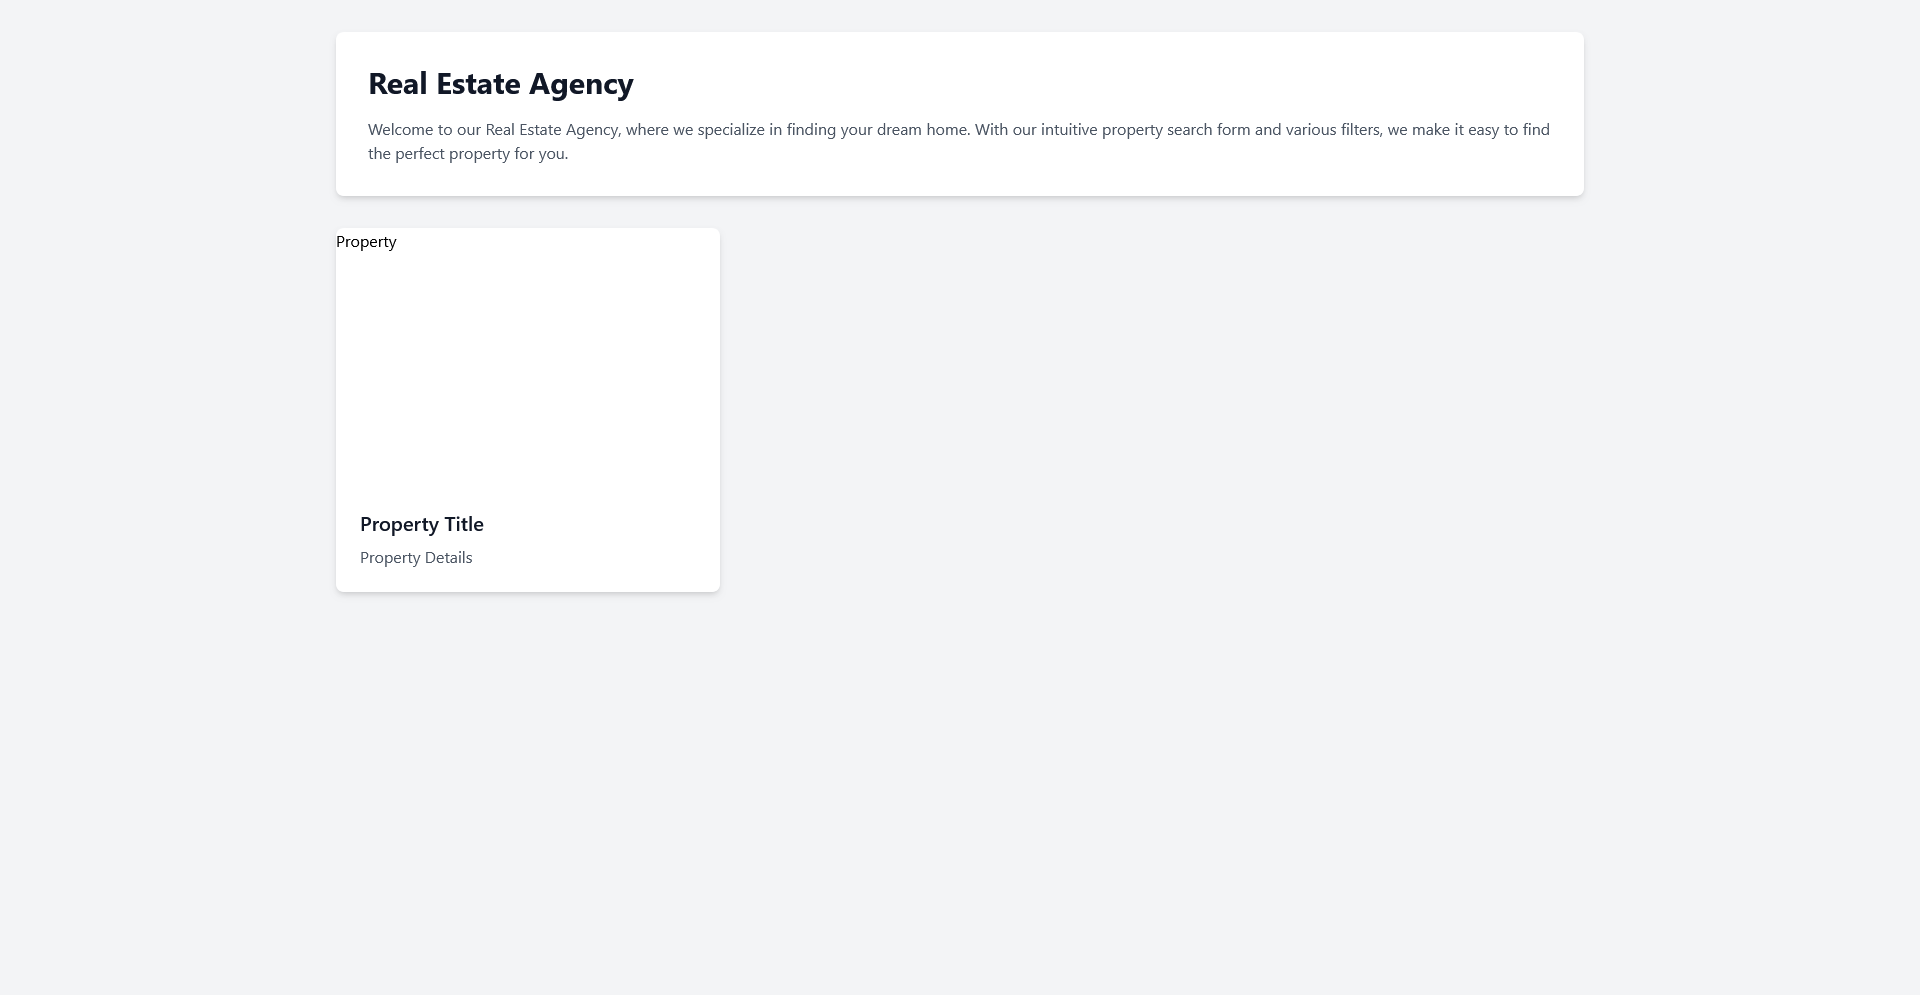 Real Estate Agency
Welcome to our Real Estate Agency, where we specialize in finding your dream home. With our intuitive property search form and various filters, we make it easy to find
the perfect property for you.
Property
Property Title
Property Details